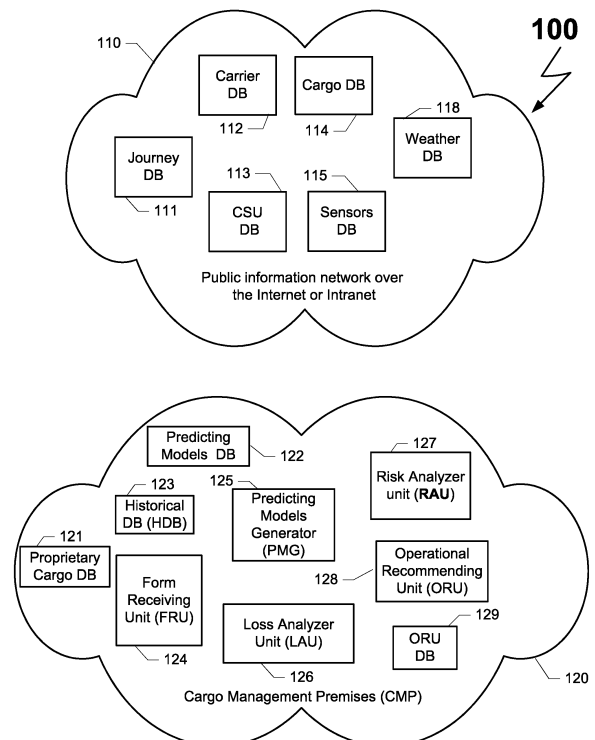 100
110
Carrier
DB
112
Cargo DB
114
118
Weather
DB
Journey
DB
111
113
CSU
DB
115
Sensors
DB
Public information network over
the Internet or Intranet
Predicting
Models DB
122
127
Risk Analyzer
unit (RAU)
123
Historical
DB (HDB)
125
Predicting
Models
Generator
(PMG)
121
Proprietary
Cargo DB
Form
Receiving
Unit (FRU)
124
128
Operational
Recommending
Unit (ORU)
Loss Analyzer
Unit (LAU)
126
129
ORU
DB
120
Cargo Management Premises (CMP)